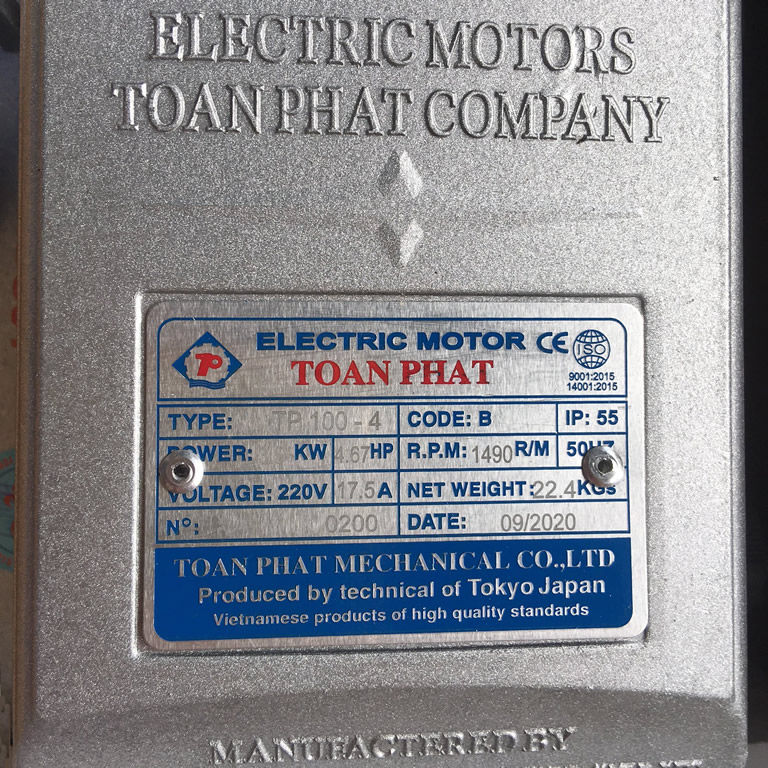 ELECTRIC MOTORS
TOAN PHAT COMPANY
TP
ELECTRIC MOTOR CE ISO
TOAN PHAT
9001:2015
14001:2015
TYPE: TP 100 - 4 CODE: B IP: 55
POWER: KW 4.67 HP R.P.M: 1490 R/M 50HZ
VOLTAGE: 220V 17.5 A NET WEIGHT: 22.4 KGs
Nº: 0200 DATE: 09/2020
TOAN PHAT MECHANICAL CO.,LTD
Produced by technical of Tokyo Japan
Vietnamese products of high quality standards
MANUFACTERED BY